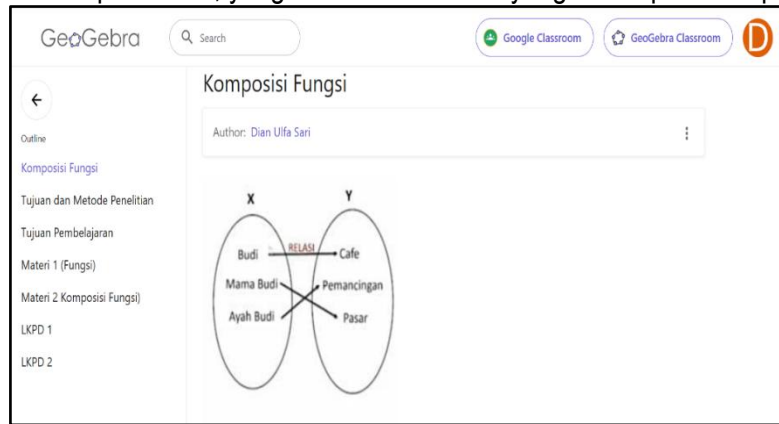 GeoGebra
Search
Google Classroom
GeoGebra Classroom
D
Komposisi Fungsi
Author: Dian Ulfa Sari
Outline
Komposisi Fungsi
Tujuan dan Metode Penelitian
Tujuan Pembelajaran
Materi 1 (Fungsi)
Materi 2 Komposisi Fungsi)
LKPD 1
LKPD 2
X Y
RELASI
Budi Cafe
Mama Budi Pemancingan
Ayah Budi Pasar